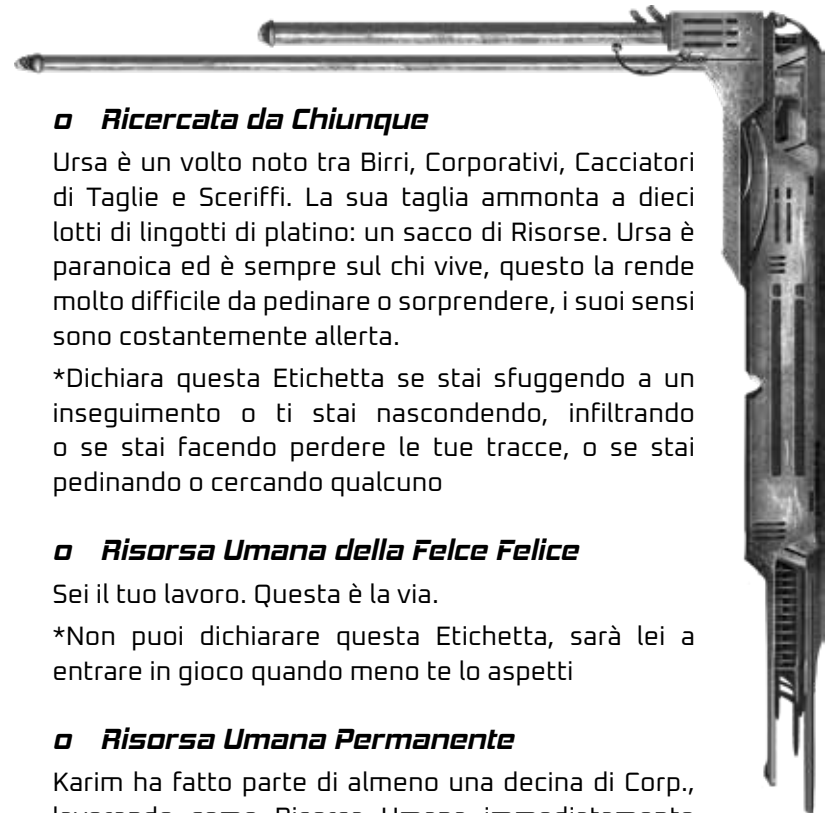 o Ricercata da Chiunque
Ursa è un volto noto tra Birri, Corporativi, Cacciatori
di Taglie e Sceriffi. La sua taglia ammonta a dieci
lotti di lingotti di platino: un sacco di Risorse. Ursa è
paranoica ed è sempre sul chi vive, questo la rende
molto difficile da pedinare o sorprendere, i suoi sensi
sono costantemente allerta.
*Dichiara questa Etichetta se stai sfuggendo a un
inseguimento o ti stai nascondendo, infiltrando
o se stai facendo perdere le tue tracce, o se stai
pedinando o cercando qualcuno
o Risorsa Umana della Felce Felice
Sei il tuo lavoro. Questa è la via.
*Non puoi dichiarare questa Etichetta, sarà lei a
entrare in gioco quando meno te lo aspetti
o Risorsa Umana Permanente
Karim ha fatto parte di almeno una decina di Corp.,
lavorando come Risorsa Umana immediatamente